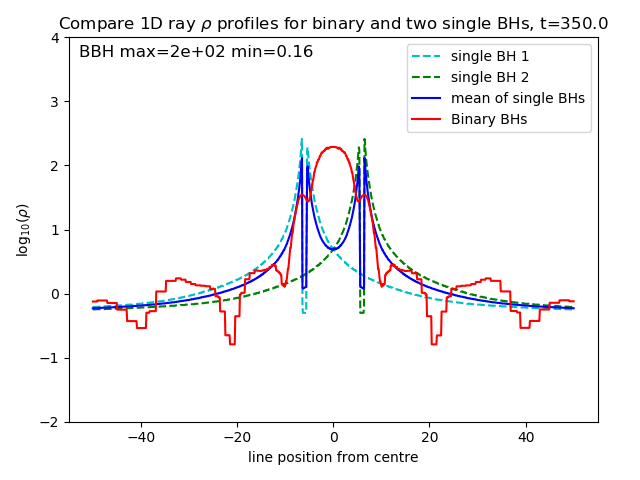 Compare 1D ray ρ profiles for binary and two single BHs, t=350.0
BBH max=2e+02 min=0.16
single BH 1
single BH 2
mean of single BHs
Binary BHs
log₁₀(ρ)
4
3
2
1
0
−1
−2
−40 −20 0 20 40
line position from centre